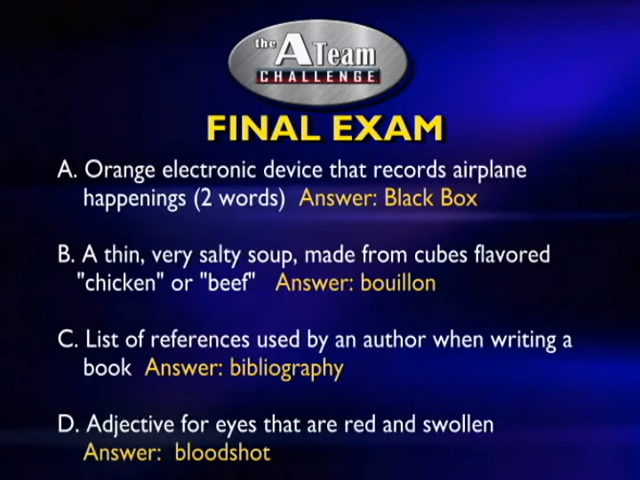 the A Team
CHALLENGE
FINAL EXAM
A. Orange electronic device that records airplane
happenings (2 words) Answer: Black Box
B. A thin, very salty soup, made from cubes flavored
"chicken" or "beef" Answer: bouillon
C. List of references used by an author when writing a
book Answer: bibliography
D. Adjective for eyes that are red and swollen
Answer: bloodshot